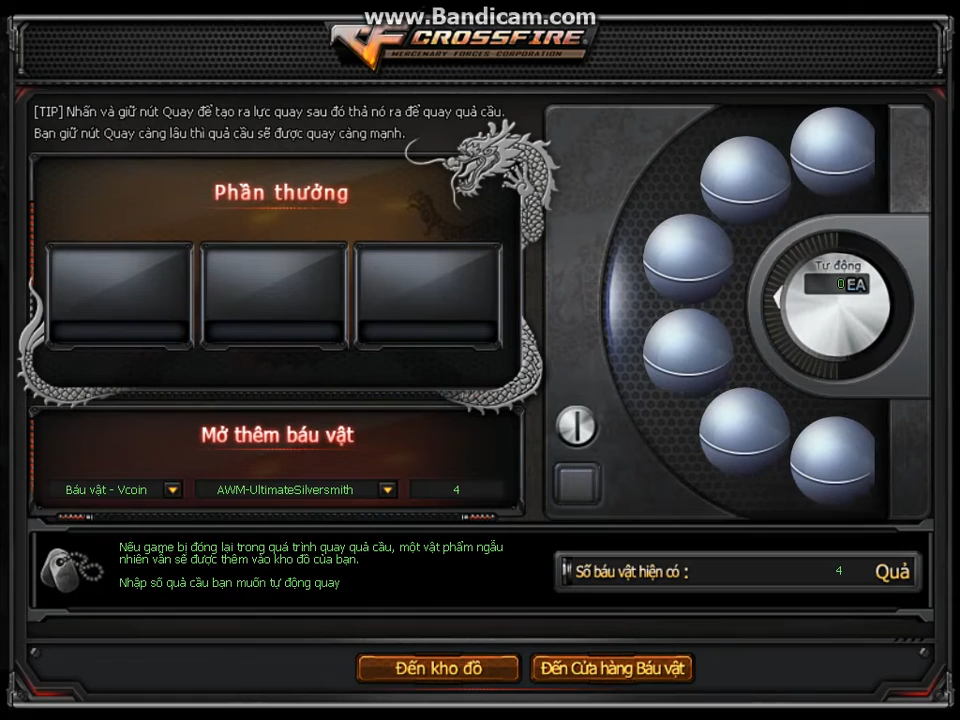 www.Bandicam.com
CROSSFIRE
MERCENARY FORCES CORPORATION
[TIP] Nhấn và giữ nút Quay để tạo ra lực quay sau đó thả nó ra để quay quả cầu.
Bạn giữ nút Quay càng lâu thì quả cầu sẽ được quay càng mạnh.
Phần thưởng
Tự động
0 EA
Mở thêm báu vật
Báu vật - Vcoin
AWM-UltimateSilversmith
4
Nếu game bị đóng lại trong quá trình quay quả cầu, một vật phẩm ngẫu
nhiên vẫn sẽ được thêm vào kho đồ của bạn.
Nhập số quả cầu bạn muốn tự động quay
Số báu vật hiện có : 4 Quả
Đến kho đồ
Đến Cửa hàng Báu vật